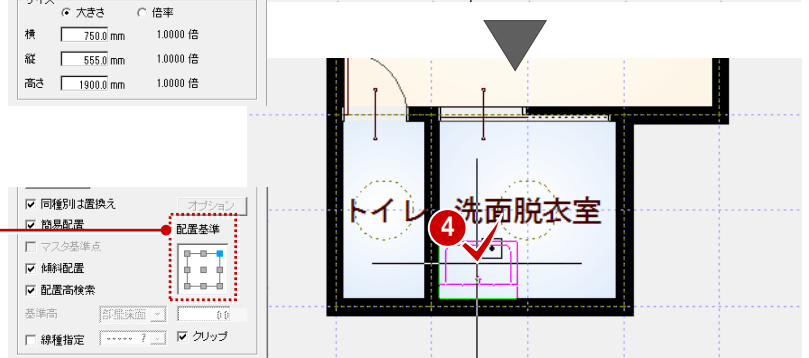 サイズ
大きさ 倍率
横 750.0 mm 1.0000 倍
縦 555.0 mm 1.0000 倍
高さ 1900.0 mm 1.0000 倍
同種別は置換え オプション
簡易配置 配置基準
マスタ基準点
傾斜配置
配置高検索
基準高 部屋床面 0.0
線種指定 ----- ? クリップ
トイレ 洗面脱衣室
4